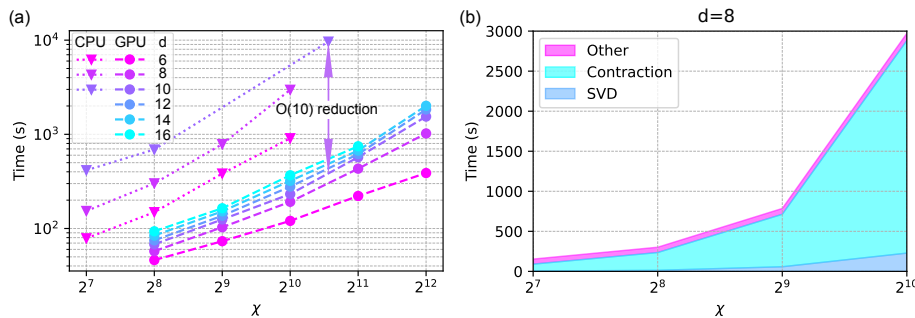 (a)
CPU GPU d
6
8
10
12
14
16
O(10) reduction
Time (s)
10^4
10^3
10^2
2^7 2^8 2^9 2^10 2^11 2^12
χ
(b)
d=8
Other
Contraction
SVD
Time (s)
3000
2500
2000
1500
1000
500
0
2^7 2^8 2^9 2^10
χ